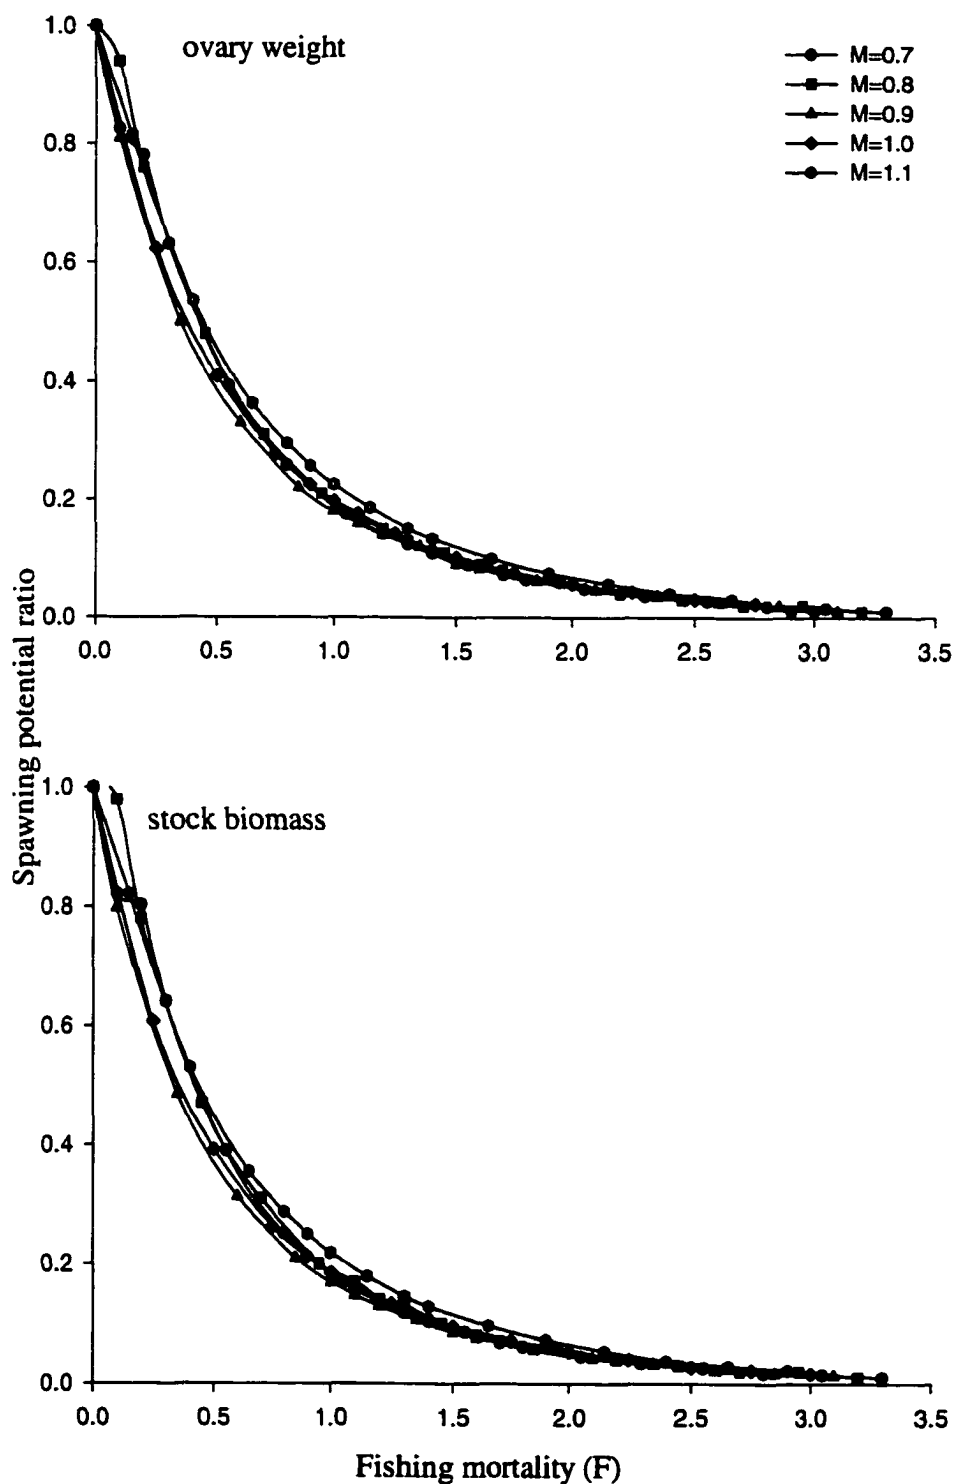 1.0
ovary weight
M=0.7
M=0.8
0.8
M=0.9
M=1.0
M=1.1
0.6
0.4
0.2
0.0
0.0 0.5 1.0 1.5 2.0 2.5 3.0 3.5
Spawning potential ratio
1.0
stock biomass
0.8
0.6
0.4
0.2
0.0
0.0 0.5 1.0 1.5 2.0 2.5 3.0 3.5
Fishing mortality (F)